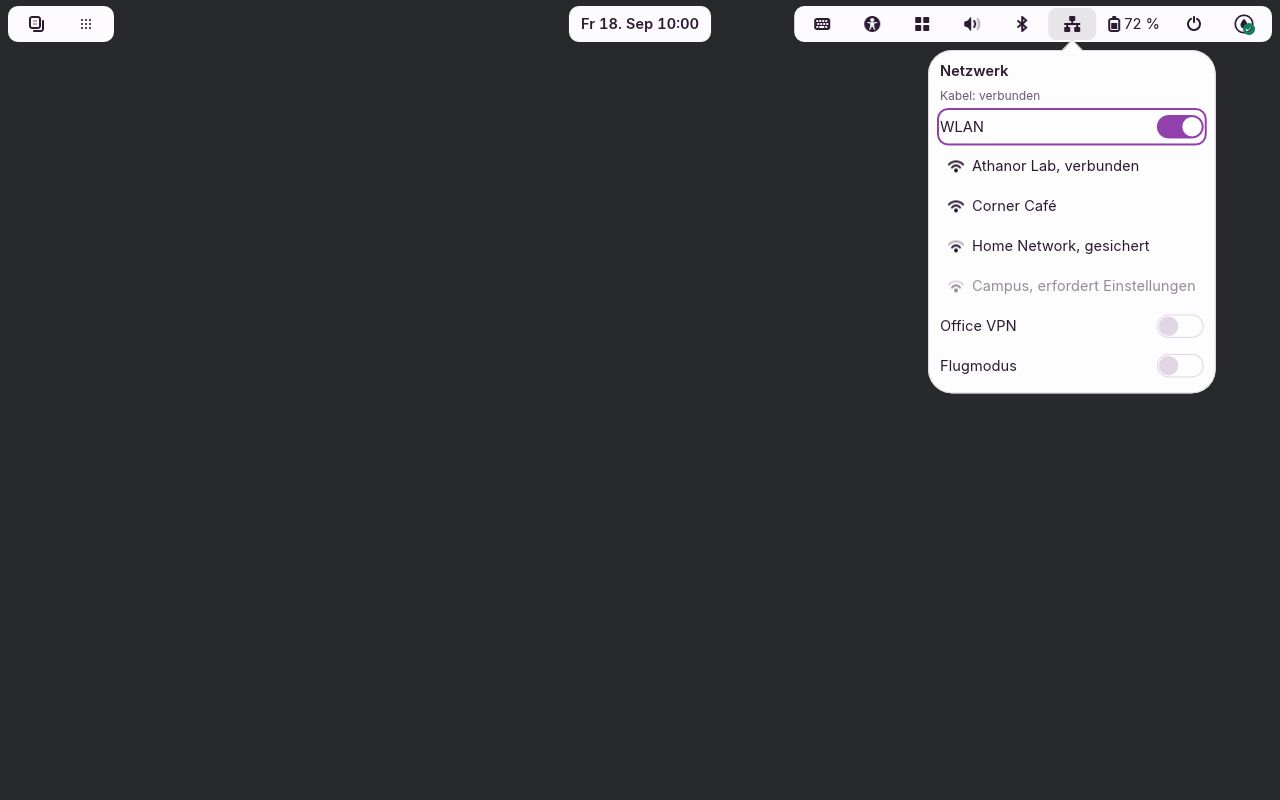 Fr 18. Sep 10:00
72 %
Netzwerk
Kabel: verbunden
WLAN
Athanor Lab, verbunden
Corner Café
Home Network, gesichert
Campus, erfordert Einstellungen
Office VPN
Flugmodus